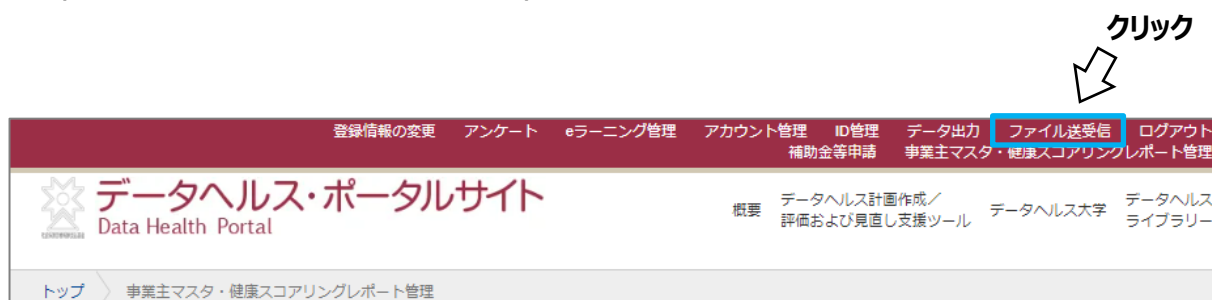 クリック
登録情報の変更 アンケート eラーニング管理 アカウント管理 ID管理 データ出力 ファイル送受信 ログアウト
補助金等申請 事業主マスタ・健康スコアリングレポート管理
データヘルス・ポータルサイト
Data Health Portal
概要
データヘルス計画作成/
評価および見直し支援ツール
データヘルス大学
データヘルス
ライブラリー
トップ 事業主マスタ・健康スコアリングレポート管理